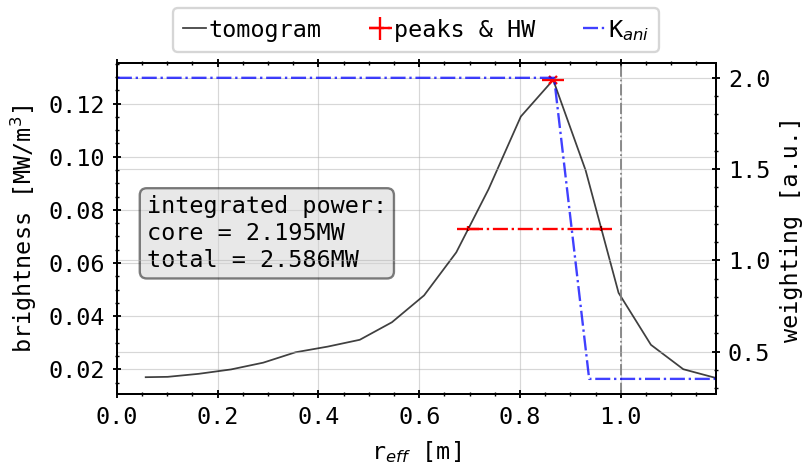 tomogram peaks & HW K_ani
brightness [MW/m³]
0.12
0.10
0.08
0.06
0.04
0.02
integrated power:
core = 2.195MW
total = 2.586MW
2.0
1.5
1.0
0.5
weighting [a.u.]
0.0 0.2 0.4 0.6 0.8 1.0
r_eff [m]